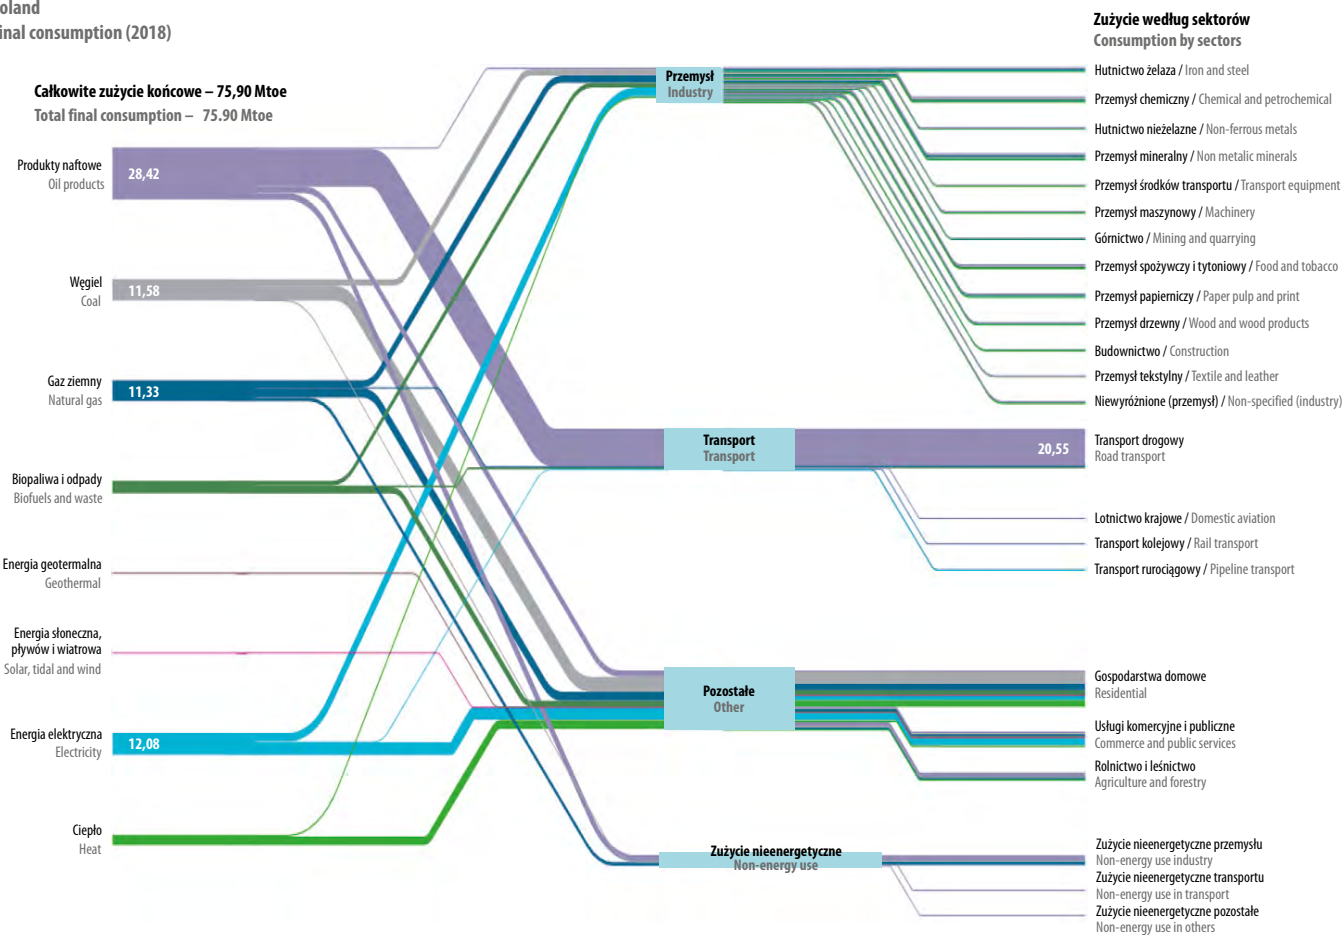 oland
inal consumption (2018)
Całkowite zużycie końcowe – 75,90 Mtoe
Total final consumption – 75.90 Mtoe
Produkty naftowe
Oil products
28,42
Węgiel
Coal
11,58
Gaz ziemny
Natural gas
11,33
Biopaliwa i odpady
Biofuels and waste
Energia geotermalna
Geothermal
Energia słoneczna,
pływów i wiatrowa
Solar, tidal and wind
Energia elektryczna
Electricity
12,08
Ciepło
Heat
Przemysł
Industry
Transport
Transport
Pozostałe
Other
Zużycie nieenergetyczne
Non-energy use
Zużycie według sektorów
Consumption by sectors
Hutnictwo żelaza / Iron and steel
Przemysł chemiczny / Chemical and petrochemical
Hutnictwo nieżelazne / Non-ferrous metals
Przemysł mineralny / Non metalic minerals
Przemysł środków transportu / Transport equipment
Przemysł maszynowy / Machinery
Górnictwo / Mining and quarrying
Przemysł spożywczy i tytoniowy / Food and tobacco
Przemysł papierniczy / Paper pulp and print
Przemysł drzewny / Wood and wood products
Budownictwo / Construction
Przemysł tekstylny / Textile and leather
Niewyróżnione (przemysł) / Non-specified (industry)
20,55
Transport drogowy
Road transport
Lotnictwo krajowe / Domestic aviation
Transport kolejowy / Rail transport
Transport rurociągowy / Pipeline transport
Gospodarstwa domowe
Residential
Usługi komercyjne i publiczne
Commerce and public services
Rolnictwo i leśnictwo
Agriculture and forestry
Zużycie nieenergetyczne przemysłu
Non-energy use industry
Zużycie nieenergetyczne transportu
Non-energy use in transport
Zużycie nieenergetyczne pozostałe
Non-energy use in others